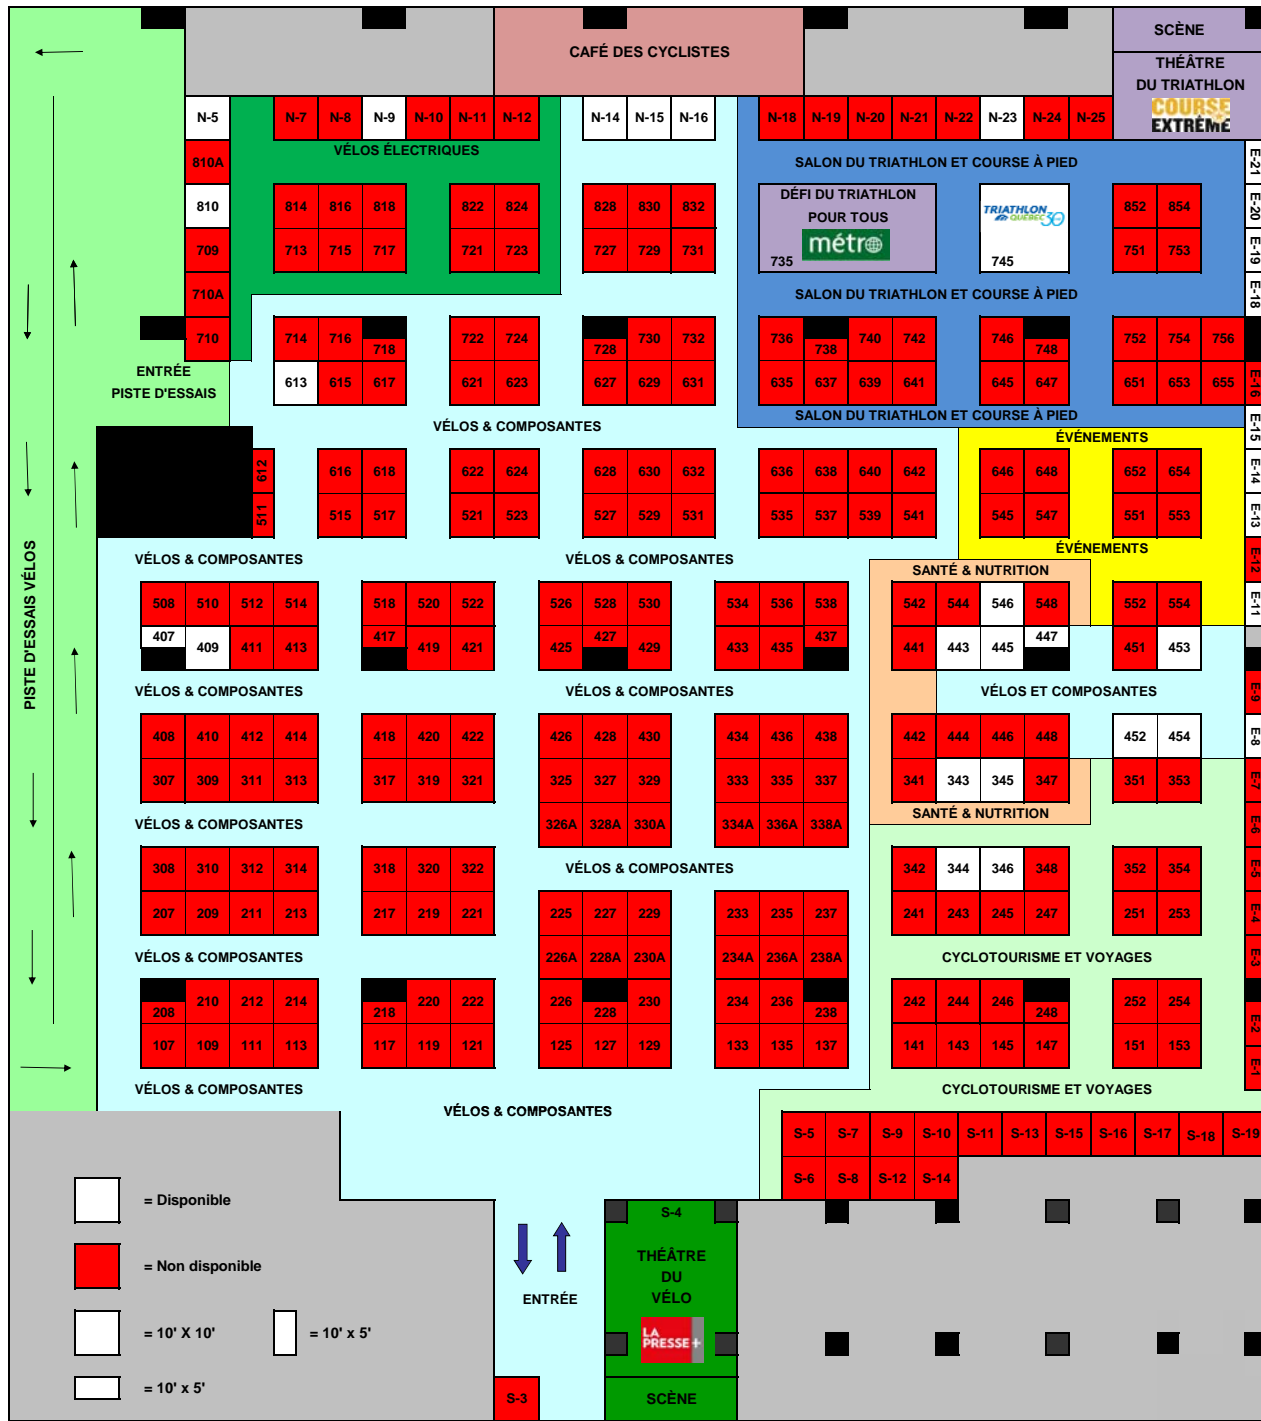 SCÈNE
CAFÉ DES CYCLISTES
THÉÂTRE
DU TRIATHLON
COURSE
EXTRÊME
N-5 N-7 N-8 N-9 N-10 N-11 N-12 N-14 N-15 N-16 N-18 N-19 N-20 N-21 N-22 N-23 N-24 N-25
VÉLOS ÉLECTRIQUES
810A SALON DU TRIATHLON ET COURSE À PIED E-21
810 814 816 818 822 824 828 830 832 DÉFI DU TRIATHLON TRIATHLON 852 854 E-20
POUR TOUS QUÉBEC 30
709 713 715 717 721 723 727 729 731 métro 751 753 E-19
735 745
710A SALON DU TRIATHLON ET COURSE À PIED E-18
710 714 716 718 722 724 728 730 732 736 738 740 742 746 748 752 754 756
ENTRÉE
PISTE D'ESSAIS
613 615 617 621 623 627 629 631 635 637 639 641 645 647 651 653 655 E-16
SALON DU TRIATHLON ET COURSE À PIED
VÉLOS & COMPOSANTES E-15
ÉVÉNEMENTS
612 616 618 622 624 628 630 632 636 638 640 642 646 648 652 654 E-14
511 515 517 521 523 527 529 531 535 537 539 541 545 547 551 553 E-13
ÉVÉNEMENTS
VÉLOS & COMPOSANTES VÉLOS & COMPOSANTES E-12
SANTÉ & NUTRITION
PISTE D'ESSAIS VÉLOS
508 510 512 514 518 520 522 526 528 530 534 536 538 542 544 546 548 552 554 E-11
407 409 411 413 417 419 421 425 427 429 433 435 437 441 443 445 447 451 453
VÉLOS & COMPOSANTES VÉLOS & COMPOSANTES VÉLOS ET COMPOSANTES E-9
408 410 412 414 418 420 422 426 428 430 434 436 438 442 444 446 448 452 454 E-8
307 309 311 313 317 319 321 325 327 329 333 335 337 341 343 345 347 351 353 E-7
SANTÉ & NUTRITION
VÉLOS & COMPOSANTES 326A 328A 330A 334A 336A 338A E-6
308 310 312 314 318 320 322 VÉLOS & COMPOSANTES 342 344 346 348 352 354 E-5
207 209 211 213 217 219 221 225 227 229 233 235 237 241 243 245 247 251 253 E-4
VÉLOS & COMPOSANTES 226A 228A 230A 234A 236A 238A CYCLOTOURISME ET VOYAGES E-3
208 210 212 214 218 220 222 226 228 230 234 236 238 242 244 246 248 252 254 E-2
107 109 111 113 117 119 121 125 127 129 133 135 137 141 143 145 147 151 153 E-1
VÉLOS & COMPOSANTES CYCLOTOURISME ET VOYAGES
VÉLOS & COMPOSANTES
S-5 S-7 S-9 S-10 S-11 S-13 S-15 S-16 S-17 S-18 S-19
S-6 S-8 S-12 S-14
= Disponible
S-4
= Non disponible
THÉÂTRE
DU
VÉLO
ENTRÉE
= 10' X 10' = 10' x 5'
LA
PRESSE+
= 10' x 5'
S-3 SCÈNE